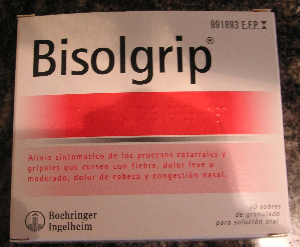 991893 E.F.P.
Bisolgrip®
Alivio sintomático de los procesos catarrales y
gripales que cursen con fiebre, dolor leve o
moderado, dolor de cabeza y congestión nasal.
10 sobres
de granulado
para solución oral
Boehringer
Ingelheim